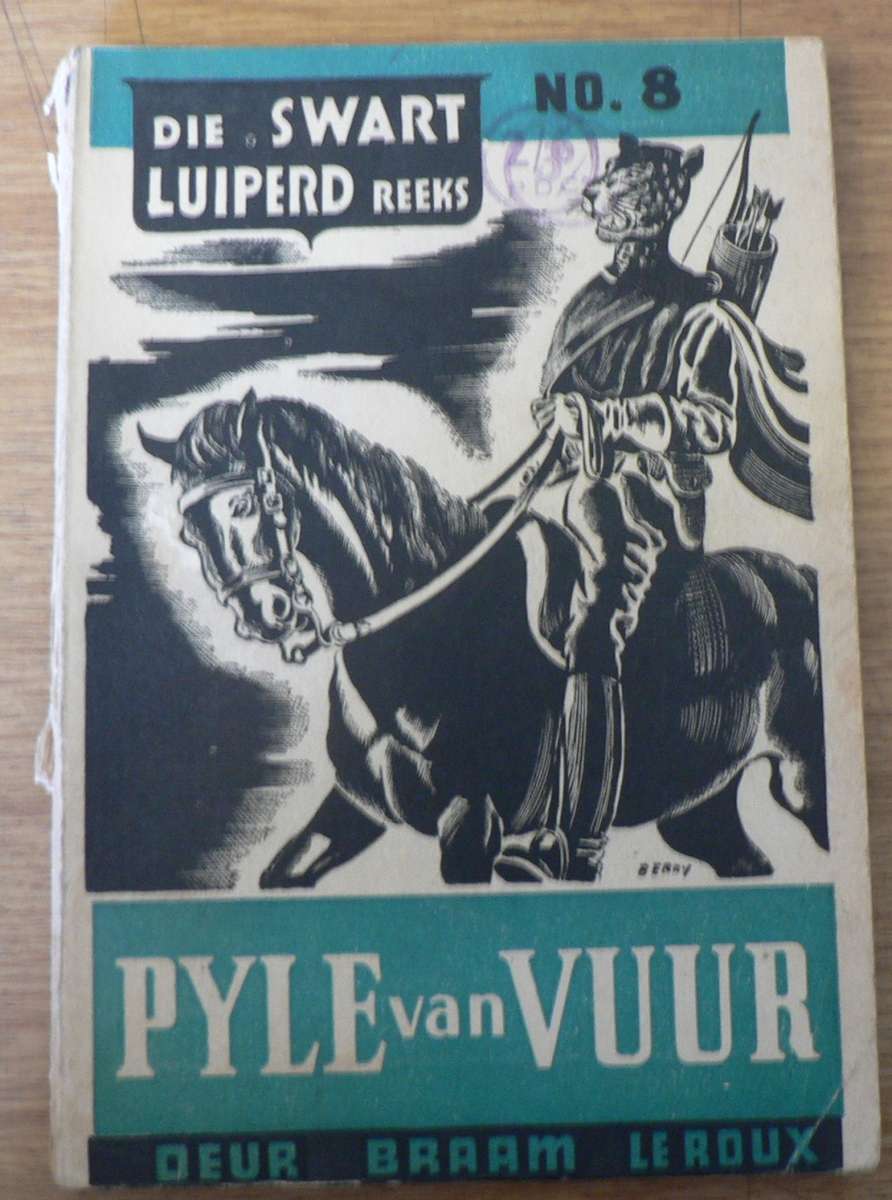 DIE SWART
LUIPERD REEKS
NO. 8
BERRY
PYLE van VUUR
DEUR BRAAM LE ROUX